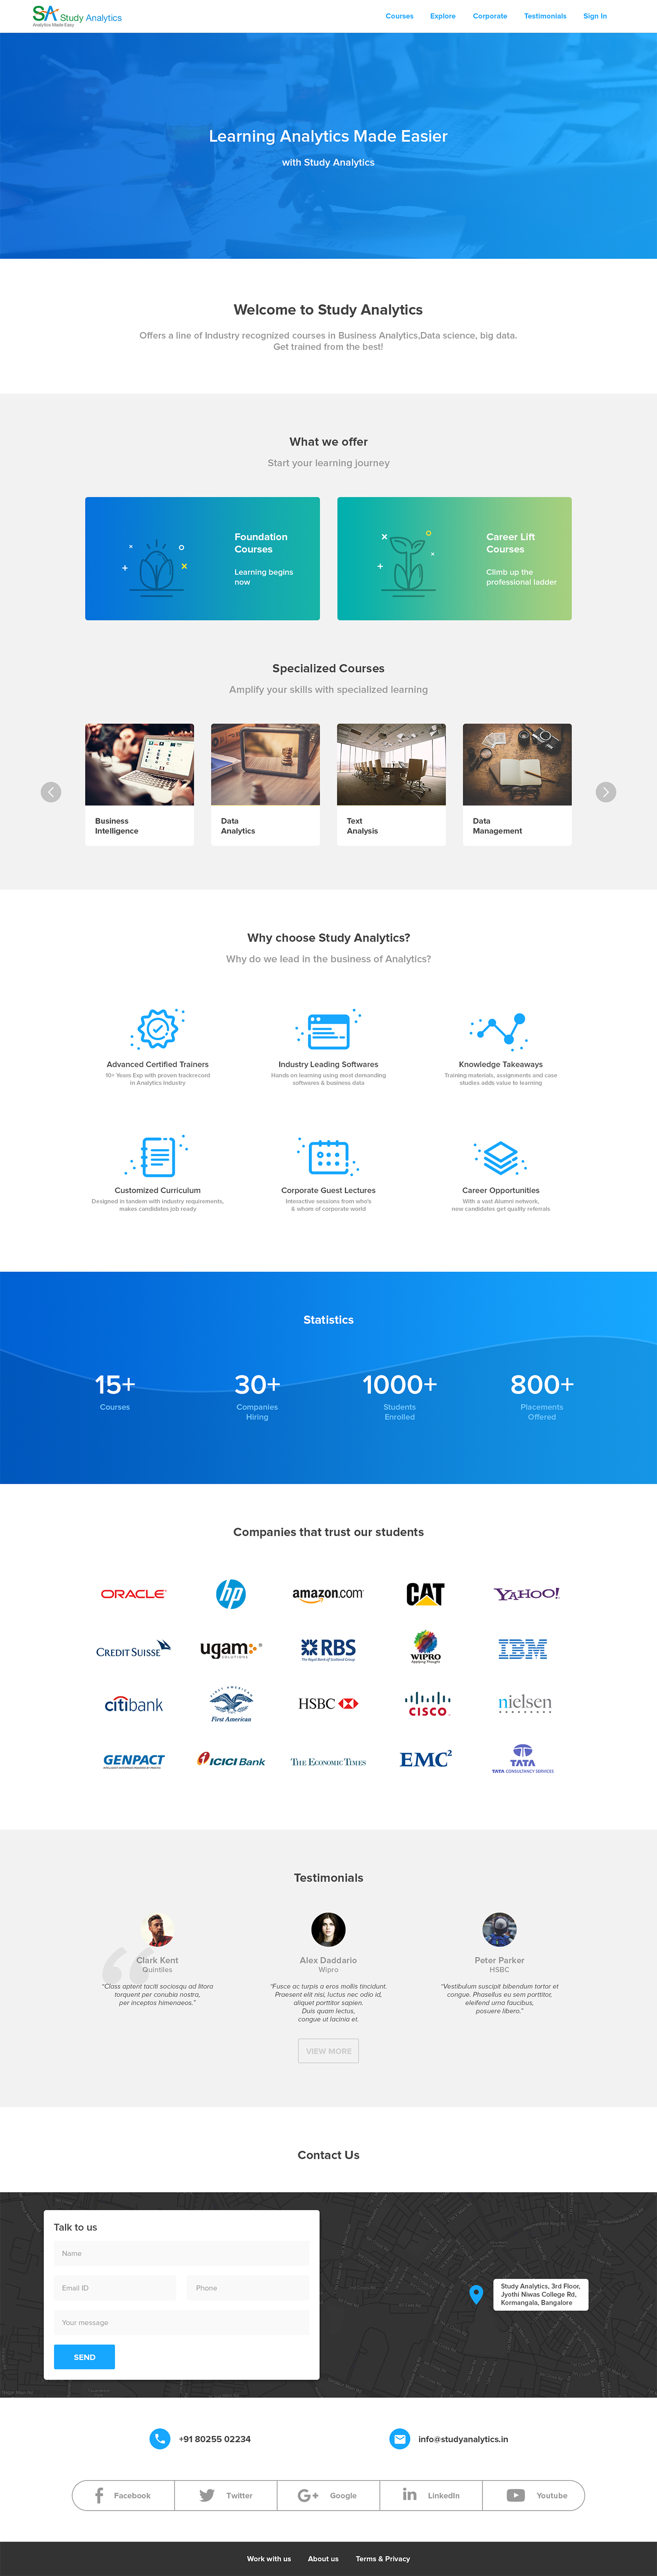 SA Study Analytics
Analytics Made Easy
Courses Explore Corporate Testimonials Sign In
Learning Analytics Made Easier
with Study Analytics
Welcome to Study Analytics
Offers a line of Industry recognized courses in Business Analytics,Data science, big data.
Get trained from the best!
What we offer
Start your learning journey
Foundation
Courses
Learning begins
now
Career Lift
Courses
Climb up the
professional ladder
Specialized Courses
Amplify your skills with specialized learning
Business
Intelligence
Data
Analytics
Text
Analysis
Data
Management
Why choose Study Analytics?
Why do we lead in the business of Analytics?
Advanced Certified Trainers
10+ Years Exp with proven trackrecord
in Analytics Industry
Industry Leading Softwares
Hands on learning using most demanding
softwares & business data
Knowledge Takeaways
Training materials, assignments and case
studies adds value to learning
Customized Curriculum
Designed in tandem with industry requirements,
makes candidates job ready
Corporate Guest Lectures
Interactive sessions from who's
& whom of corporate world
Career Opportunities
With a vast Alumni network,
new candidates get quality referrals
Statistics
15+
Courses
30+
Companies
Hiring
1000+
Students
Enrolled
800+
Placements
Offered
Companies that trust our students
ORACLE hp amazon.com CAT YAHOO!
CREDIT SUISSE ugam SOLUTIONS RBS The Royal Bank of Scotland Group WIPRO Applying Thought IBM
citibank FIRST AMERICAN First American HSBC CISCO nielsen
GENPACT ICICI Bank THE ECONOMIC TIMES EMC² TATA TATA CONSULTANCY SERVICES
Testimonials
Clark Kent
Quintiles
“Class aptent taciti sociosqu ad litora
torquent per conubia nostra,
per inceptos himenaeos.”
Alex Daddario
Wipro
“Fusce ac turpis a eros mollis tincidunt.
Praesent elit nisi, luctus nec odio id,
aliquet porttitor sapien.
Duis quam lectus,
congue ut lacinia et.
Peter Parker
HSBC
“Vestibulum suscipit bibendum tortor et
congue. Phasellus eu sem porttitor,
eleifend urna faucibus,
posuere libero.”
VIEW MORE
Contact Us
Talk to us
Name
Email ID Phone
Your message
SEND
Study Analytics, 3rd Floor,
Jyothi Niwas College Rd,
Kormangala, Bangalore
+91 80255 02234 info@studyanalytics.in
Facebook Twitter G+ Google in LinkedIn Youtube
Work with us About us Terms & Privacy